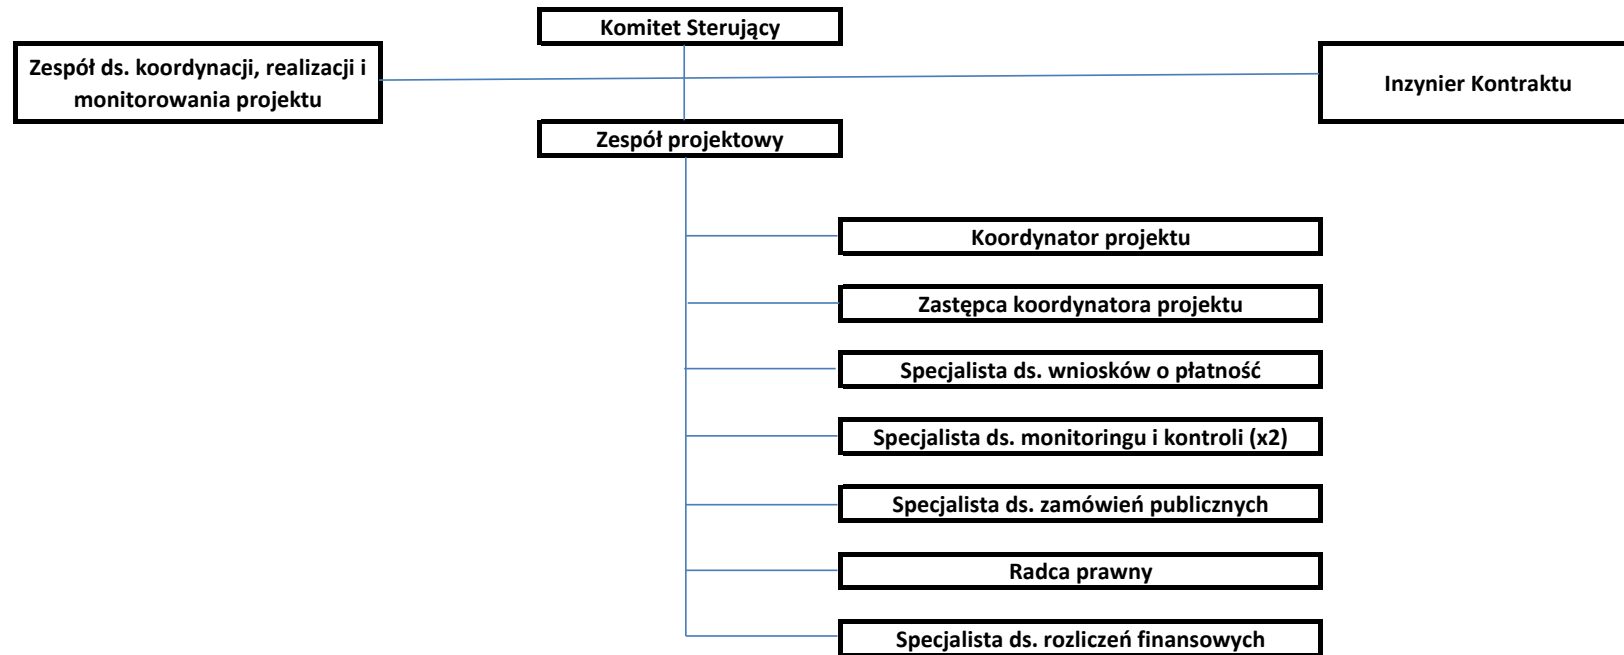 Komitet Sterujący
Zespół ds. koordynacji, realizacji i
monitorowania projektu
Inzynier Kontraktu
Zespół projektowy
Koordynator projektu
Zastępca koordynatora projektu
Specjalista ds. wniosków o płatność
Specjalista ds. monitoringu i kontroli (x2)
Specjalista ds. zamówień publicznych
Radca prawny
Specjalista ds. rozliczeń finansowych